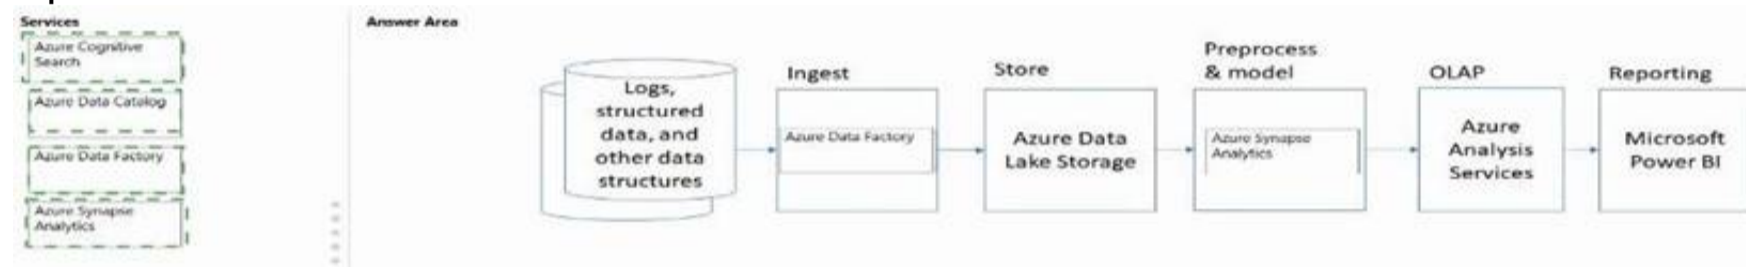 Services
Azure Cognitive
Search
Azure Data Catalog
Azure Data Factory
Azure Synapse
Analytics
Answer Area
Logs,
structured
data, and
other data
structures
Ingest
Azure Data Factory
Store
Azure Data
Lake Storage
Preprocess
& model
Azure Synapse
Analytics
OLAP
Azure
Analysis
Services
Reporting
Microsoft
Power BI